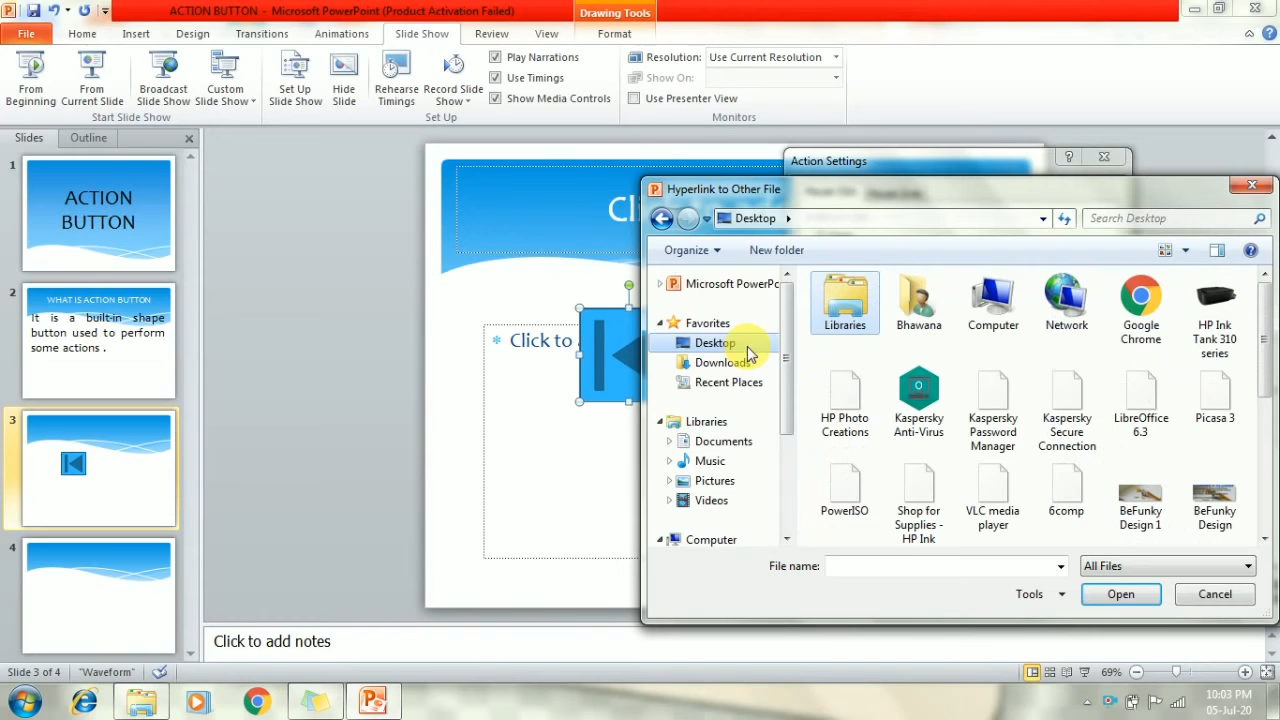 ACTION BUTTON - Microsoft PowerPoint (Product Activation Failed)
Drawing Tools
File
Home
Insert
Design
Transitions
Animations
Slide Show
Review
View
Format
From
Beginning
From
Current Slide
Broadcast
Slide Show
Custom
Slide Show
Start Slide Show
Set Up
Slide Show
Hide
Slide
Rehearse
Timings
Record Slide
Show
Play Narrations
Use Timings
Show Media Controls
Set Up
Resolution:
Use Current Resolution
Show On:
Use Presenter View
Monitors
Slides
Outline
1
ACTION
BUTTON
2
WHAT IS ACTION BUTTON
It is a built-in shape
button used to perform
some actions .
3
4
Click to
Action Settings
Hyperlink to Other File
Desktop
Search Desktop
Organize
New folder
Microsoft PowerPo
Favorites
Desktop
Downloads
Recent Places
Libraries
Documents
Music
Pictures
Videos
Computer
Libraries
Bhawana
Computer
Network
Google
Chrome
HP Ink
Tank 310
series
HP Photo
Creations
Kaspersky
Anti-Virus
Kaspersky
Password
Manager
Kaspersky
Secure
Connection
LibreOffice
6.3
Picasa 3
PowerISO
Shop for
Supplies -
HP Ink
VLC media
player
6comp
BeFunky
Design 1
BeFunky
Design
File name:
All Files
Tools
Open
Cancel
Click to add notes
Slide 3 of 4
"Waveform"
69%
10:03 PM
05-Jul-20